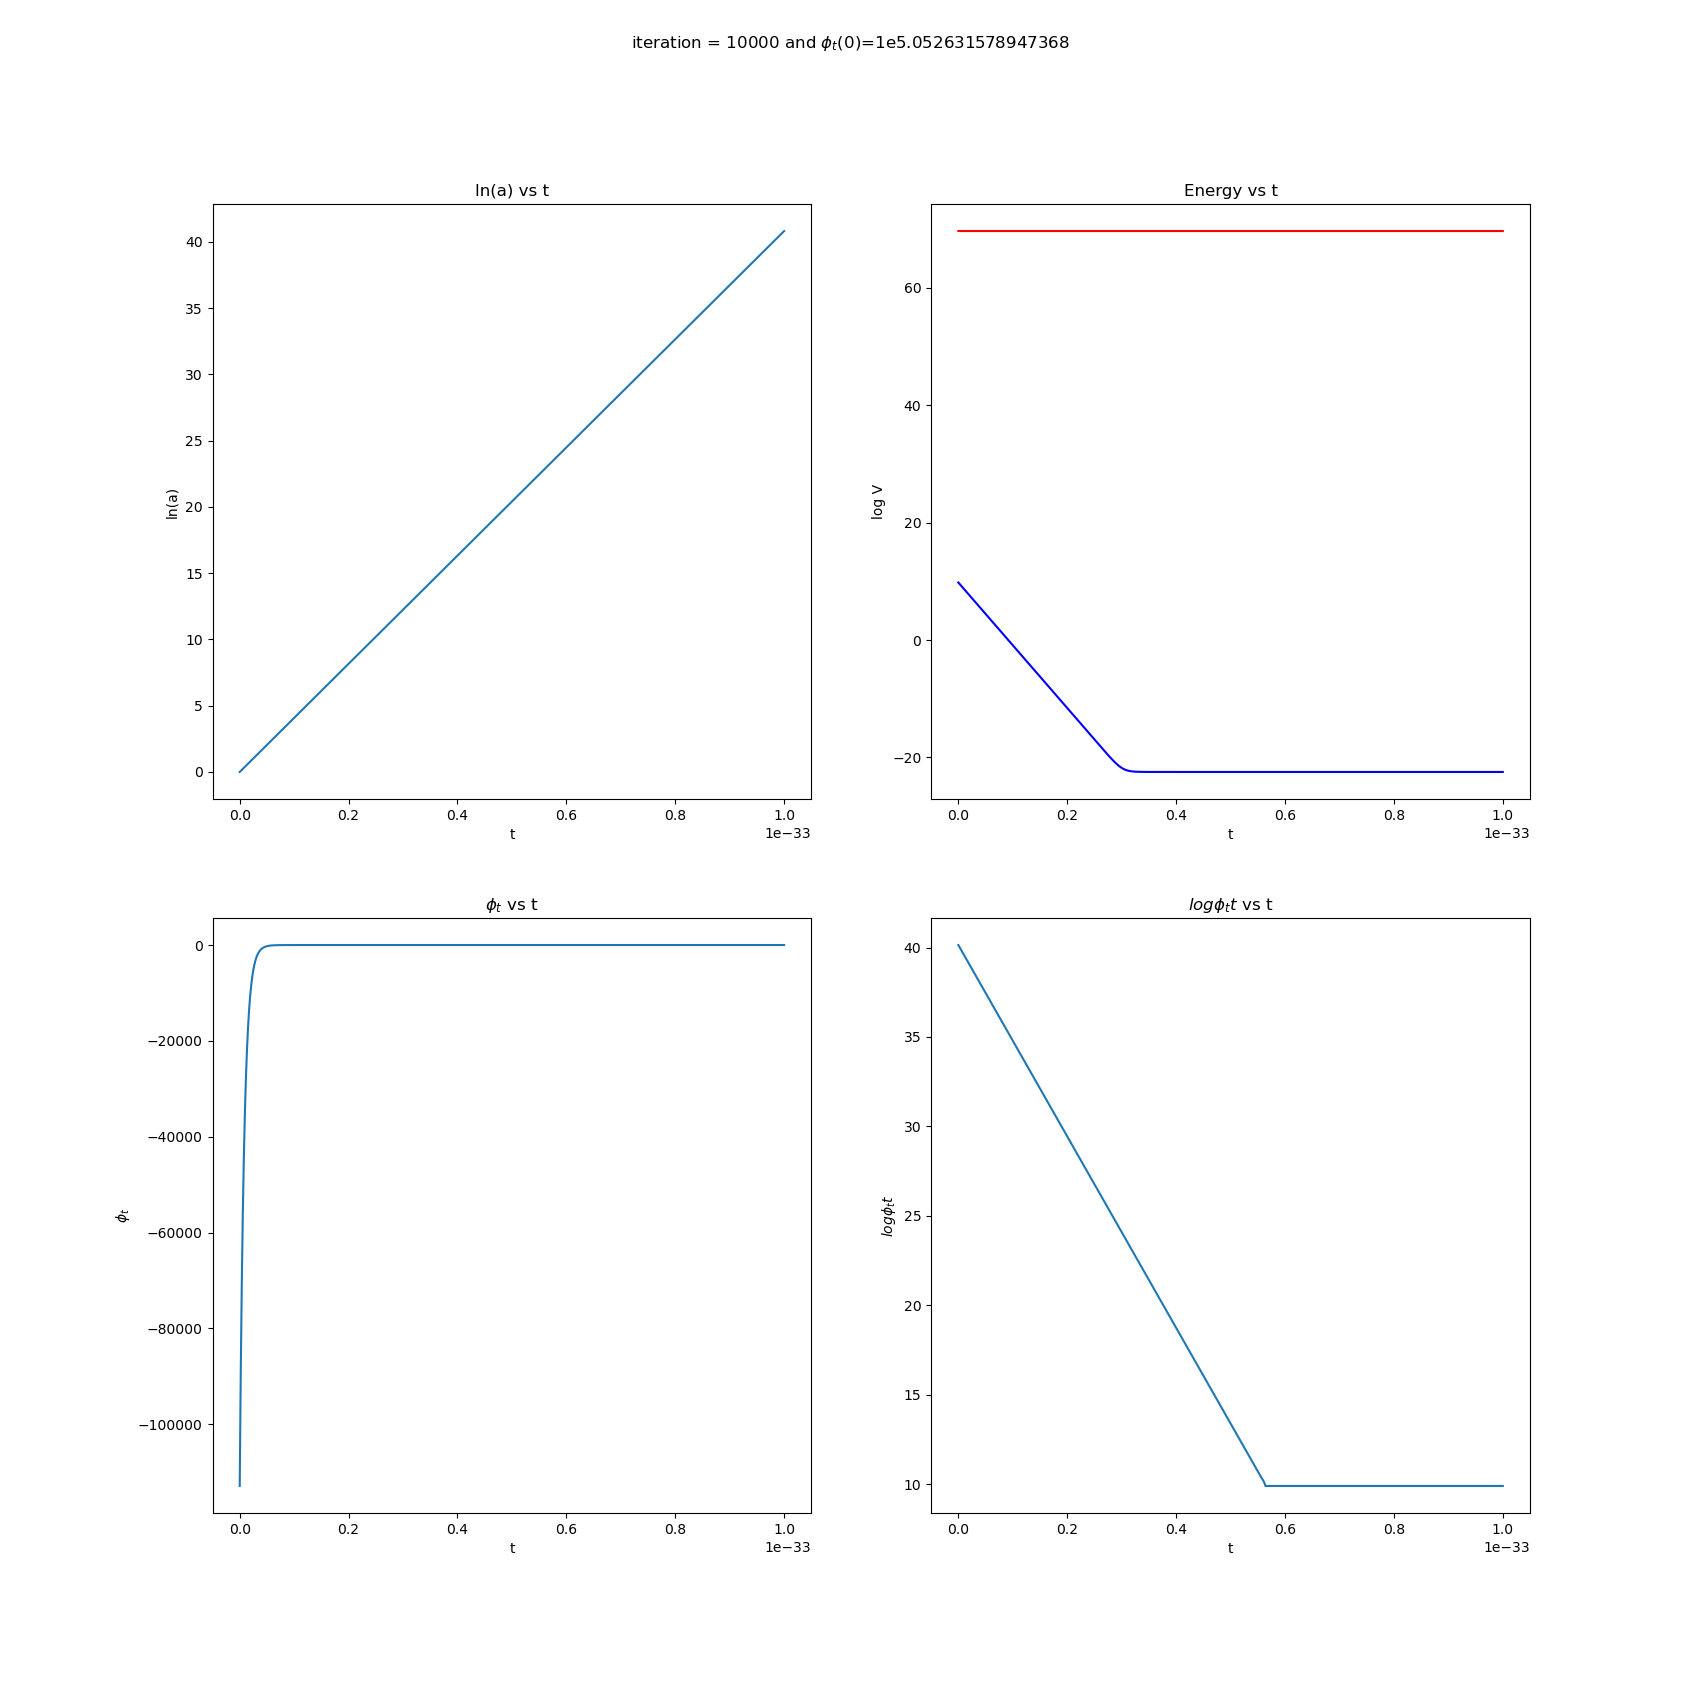 iteration = 10000 and ϕₜ(0)=1e5.052631578947368
ln(a) vs t
ln(a)
40
35
30
25
20
15
10
5
0
0.0 0.2 0.4 0.6 0.8 1.0
t
1e−33
Energy vs t
log V
60
40
20
0
−20
0.0 0.2 0.4 0.6 0.8 1.0
t
1e−33
ϕₜ vs t
ϕₜ
0
−20000
−40000
−60000
−80000
−100000
0.0 0.2 0.4 0.6 0.8 1.0
t
1e−33
logϕₜt vs t
logϕₜt
40
35
30
25
20
15
10
0.0 0.2 0.4 0.6 0.8 1.0
t
1e−33